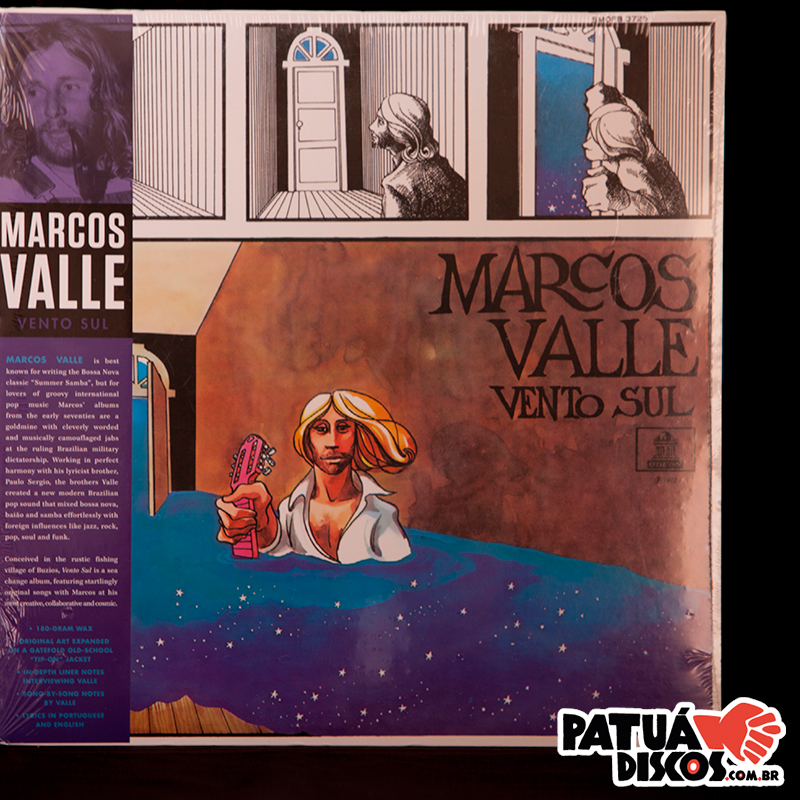 SMOFB 3725
MARCOS
VALLE
VENTO SUL
MARCOS VALLE is best
known for writing the Bossa Nova
classic "Summer Samba", but for
lovers of groovy international
pop music Marcos' albums
from the early seventies are a
goldmine with cleverly worded
and musically camouflaged jabs
at the ruling Brazilian military
dictatorship. Working in perfect
harmony with his lyricist brother,
Paulo Sergio, the brothers Valle
created a new modern Brazilian
pop sound that mixed bossa nova,
baião and samba effortlessly with
foreign influences like jazz, rock,
pop, soul and funk.
Conceived in the rustic fishing
village of Buzios, Vento Sul is a sea
change album, featuring startlingly
original songs with Marcos at his
most creative, collaborative and cosmic.
• 180-GRAM WAX
• ORIGINAL ART EXPANDED
ON A GATEFOLD OLD-SCHOOL
"TIP-ON" JACKET
• IN-DEPTH LINER NOTES
INTERVIEWING VALLE
• SONG-BY-SONG NOTES
BY VALLE
• LYRICS IN PORTUGUESE
AND ENGLISH
MARCOS
VALLE
VENTO SUL
ODEON
PATUÁ
DISCOS.COM.BR